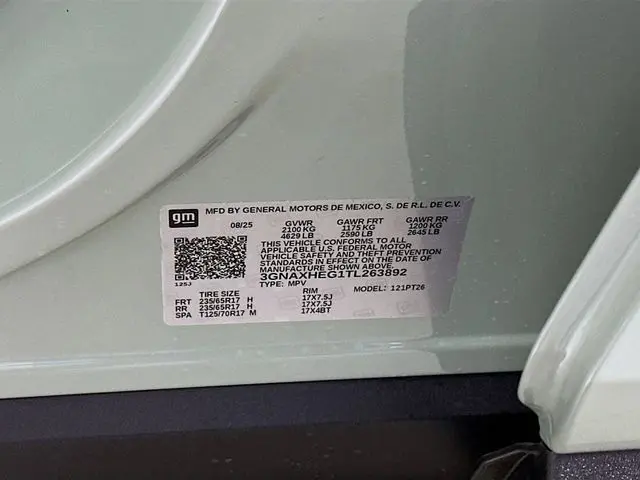 gm
MFD BY GENERAL MOTORS DE MEXICO, S. DE R.L. DE C.V.
08/25 GVWR GAWR FRT GAWR RR
2100 KG 1175 KG 1200 KG
4629 LB 2590 LB 2645 LB
THIS VEHICLE CONFORMS TO ALL
APPLICABLE U.S. FEDERAL MOTOR
VEHICLE SAFETY AND THEFT PREVENTION
STANDARDS IN EFFECT ON THE DATE OF
MANUFACTURE SHOWN ABOVE.
3GNAXHEG1TL263892
125J
TYPE: MPV MODEL: 121PT26
TIRE SIZE RIM
FRT 235/65R17 H 17X7.5J
RR 235/65R17 H 17X7.5J
SPA T125/70R17 M 17X4BT